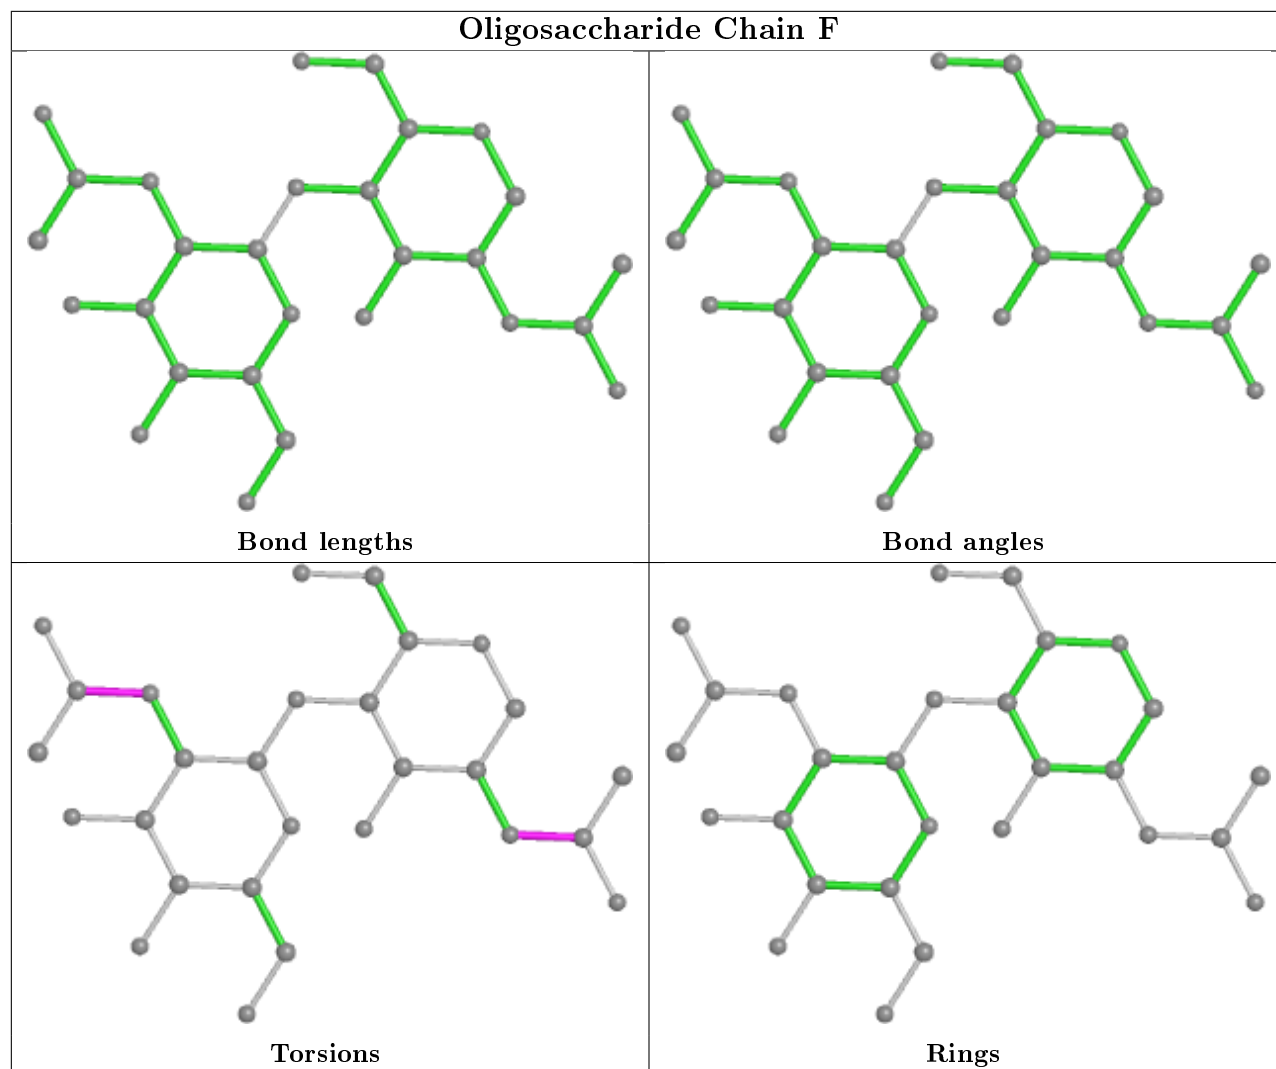 Oligosaccharide Chain F
Bond lengths
Bond angles
Torsions
Rings